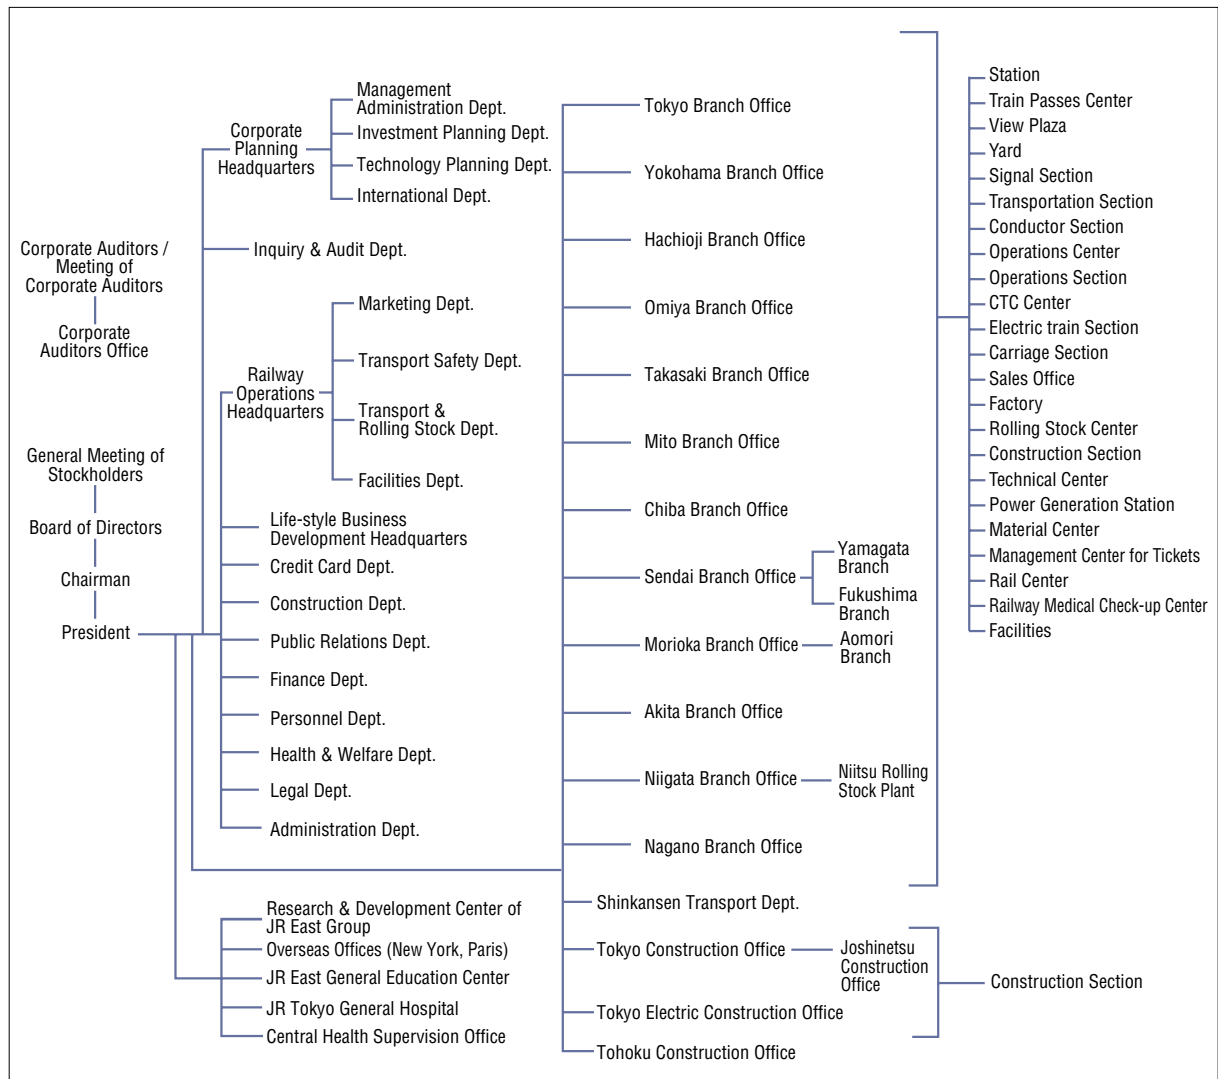 Corporate Auditors /
Meeting of
Corporate Auditors
Corporate
Auditors Office
General Meeting of
Stockholders
Board of Directors
Chairman
President
Corporate
Planning
Headquarters
Management
Administration Dept.
Investment Planning Dept.
Technology Planning Dept.
International Dept.
Inquiry & Audit Dept.
Railway
Operations
Headquarters
Marketing Dept.
Transport Safety Dept.
Transport &
Rolling Stock Dept.
Facilities Dept.
Life-style Business
Development Headquarters
Credit Card Dept.
Construction Dept.
Public Relations Dept.
Finance Dept.
Personnel Dept.
Health & Welfare Dept.
Legal Dept.
Administration Dept.
Research & Development Center of
JR East Group
Overseas Offices (New York, Paris)
JR East General Education Center
JR Tokyo General Hospital
Central Health Supervision Office
Tokyo Branch Office
Yokohama Branch Office
Hachioji Branch Office
Omiya Branch Office
Takasaki Branch Office
Mito Branch Office
Chiba Branch Office
Sendai Branch Office
Yamagata
Branch
Fukushima
Branch
Morioka Branch Office
Aomori
Branch
Akita Branch Office
Niigata Branch Office
Niitsu Rolling
Stock Plant
Nagano Branch Office
Shinkansen Transport Dept.
Tokyo Construction Office
Joshinetsu
Construction
Office
Tokyo Electric Construction Office
Tohoku Construction Office
Station
Train Passes Center
View Plaza
Yard
Signal Section
Transportation Section
Conductor Section
Operations Center
Operations Section
CTC Center
Electric train Section
Carriage Section
Sales Office
Factory
Rolling Stock Center
Construction Section
Technical Center
Power Generation Station
Material Center
Management Center for Tickets
Rail Center
Railway Medical Check-up Center
Facilities
Construction Section